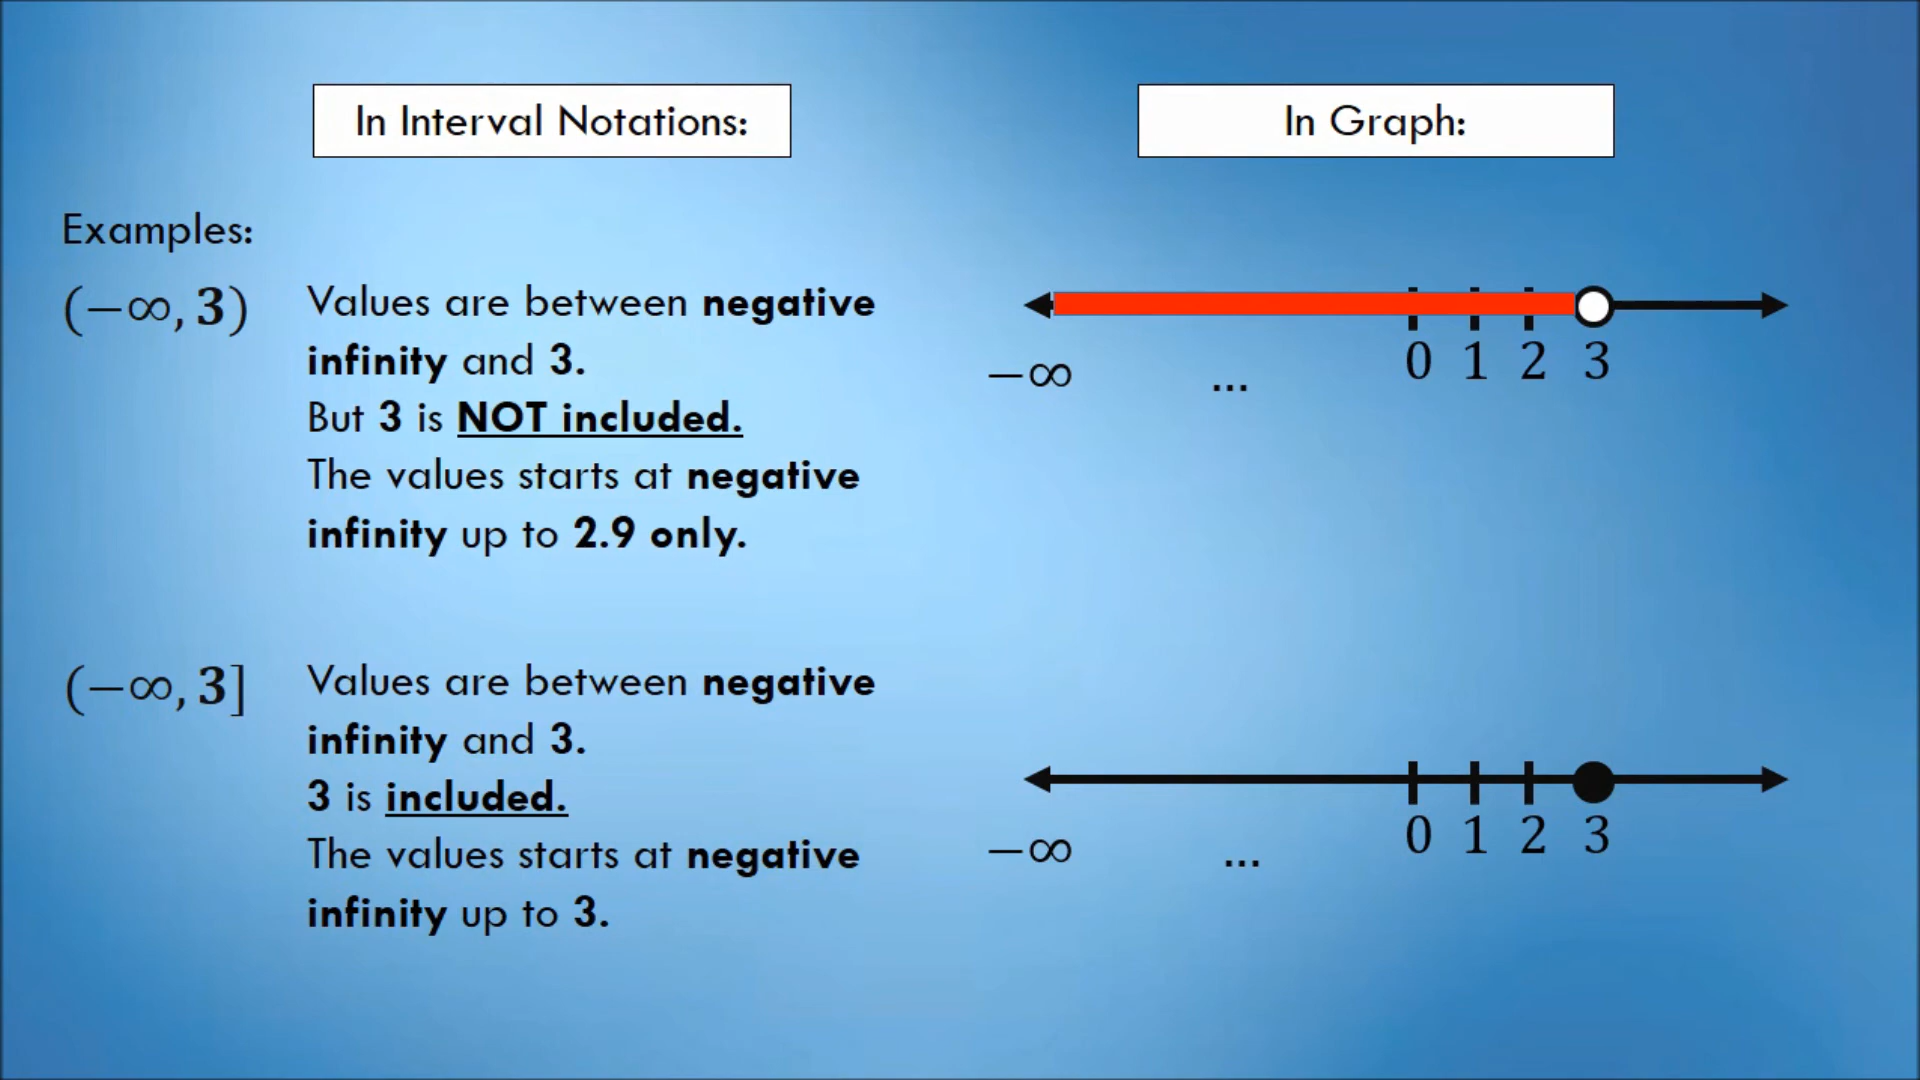 In Interval Notations:
In Graph:
Examples:
(−∞, 3)
Values are between negative
infinity and 3.
But 3 is NOT included.
The values starts at negative
infinity up to 2.9 only.
0 1 2 3
−∞ ...
(−∞, 3]
Values are between negative
infinity and 3.
3 is included.
The values starts at negative
infinity up to 3.
0 1 2 3
−∞ ...